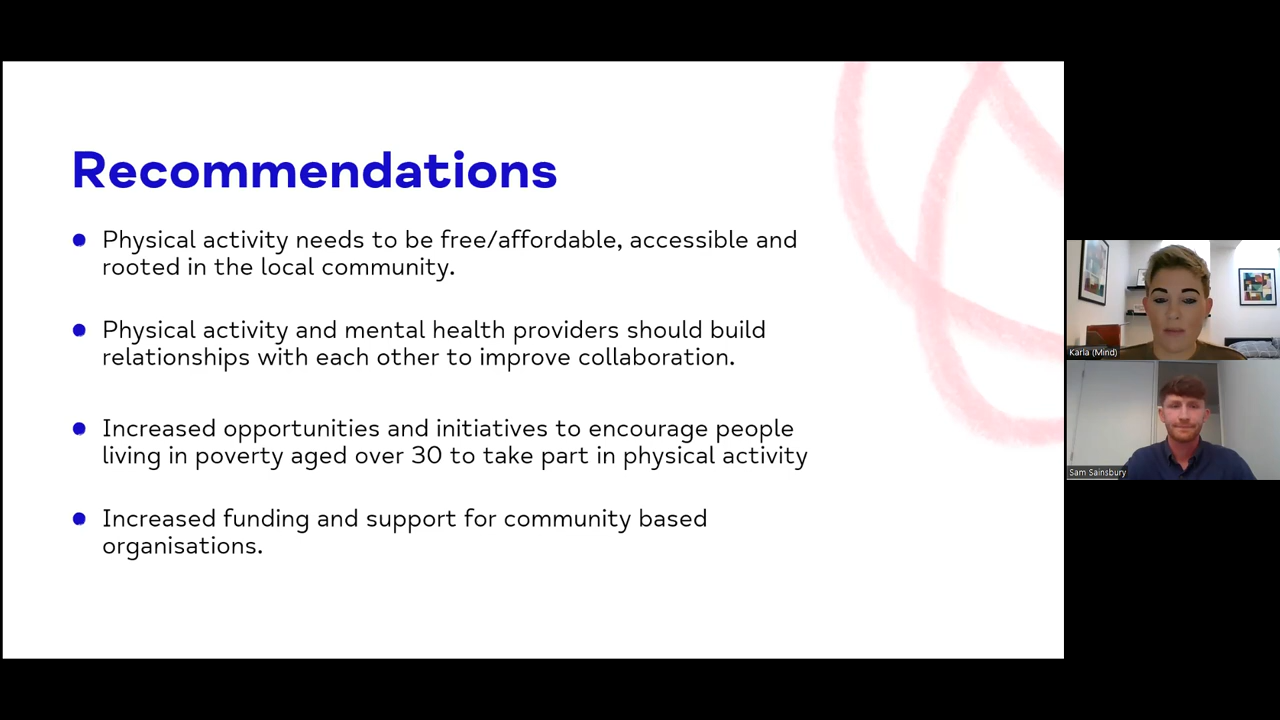 Recommendations
Physical activity needs to be free/affordable, accessible and
rooted in the local community.
Physical activity and mental health providers should build
relationships with each other to improve collaboration.
Increased opportunities and initiatives to encourage people
living in poverty aged over 30 to take part in physical activity
Increased funding and support for community based
organisations.
Karla (Mind)
Sam Sainsbury